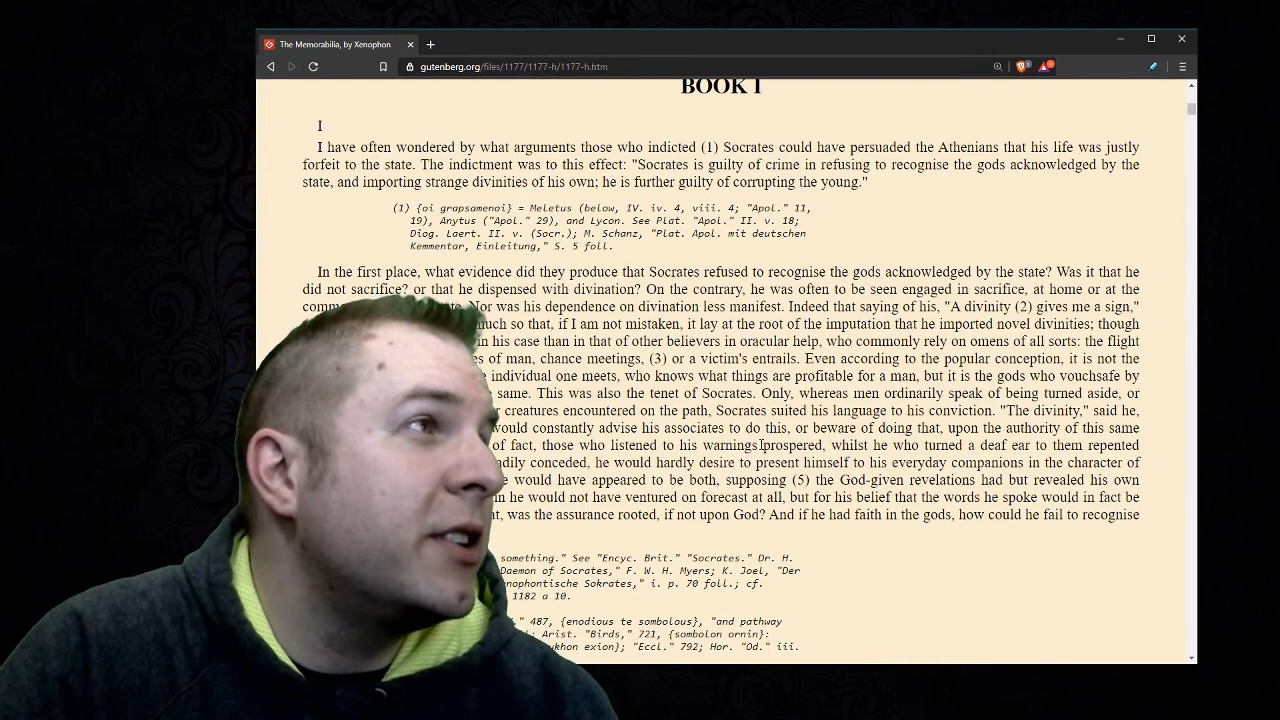 The Memorabilia, by Xenophon
gutenberg.org/files/1177/1177-h/1177-h.htm
BOOK I
I
I have often wondered by what arguments those who indicted (1) Socrates could have persuaded the Athenians that his life was justly
forfeit to the state. The indictment was to this effect: "Socrates is guilty of crime in refusing to recognise the gods acknowledged by the
state, and importing strange divinities of his own; he is further guilty of corrupting the young."
(1) {oi grapsamenoi} = Meletus (below, IV. iv. 4, viii. 4; "Apol." 11,
19), Anytus ("Apol." 29), and Lycon. See Plat. "Apol." II. v. 18;
Diog. Laert. II. v. (Socr.); M. Schanz, "Plat. Apol. mit deutschen
Kemmentar, Einleitung," S. 5 foll.
In the first place, what evidence did they produce that Socrates refused to recognise the gods acknowledged by the state? Was it that he
did not sacrifice? or that he dispensed with divination? On the contrary, he was often to be seen engaged in sacrifice, at home or at the
Nor was his dependence on divination less manifest. Indeed that saying of his, "A divinity (2) gives me a sign,"
much so that, if I am not mistaken, it lay at the root of the imputation that he imported novel divinities; though
in his case than in that of other believers in oracular help, who commonly rely on omens of all sorts: the flight
of man, chance meetings, (3) or a victim's entrails. Even according to the popular conception, it is not the
individual one meets, who knows what things are profitable for a man, but it is the gods who vouchsafe by
same. This was also the tenet of Socrates. Only, whereas men ordinarily speak of being turned aside, or
creatures encountered on the path, Socrates suited his language to his conviction. "The divinity," said he,
would constantly advise his associates to do this, or beware of doing that, upon the authority of this same
of fact, those who listened to his warnings prospered, whilst he who turned a deaf ear to them repented
conceded, he would hardly desire to present himself to his everyday companions in the character of
would have appeared to be both, supposing (5) the God-given revelations had but revealed his own
he would not have ventured on forecast at all, but for his belief that the words he spoke would in fact be
was the assurance rooted, if not upon God? And if he had faith in the gods, how could he fail to recognise
something." See "Encyc. Brit." "Socrates." Dr. H.
Daemon of Socrates," F. W. H. Myers; K. Joel, "Der
Sokrates," i. p. 70 foll.; cf.
1182 a 10.
487, {enodious te sombolous}, "and pathway
Arist. "Birds," 721, {sombolon ornin}:
exion}; "Eccl." 792; Hor. "Od." iii.